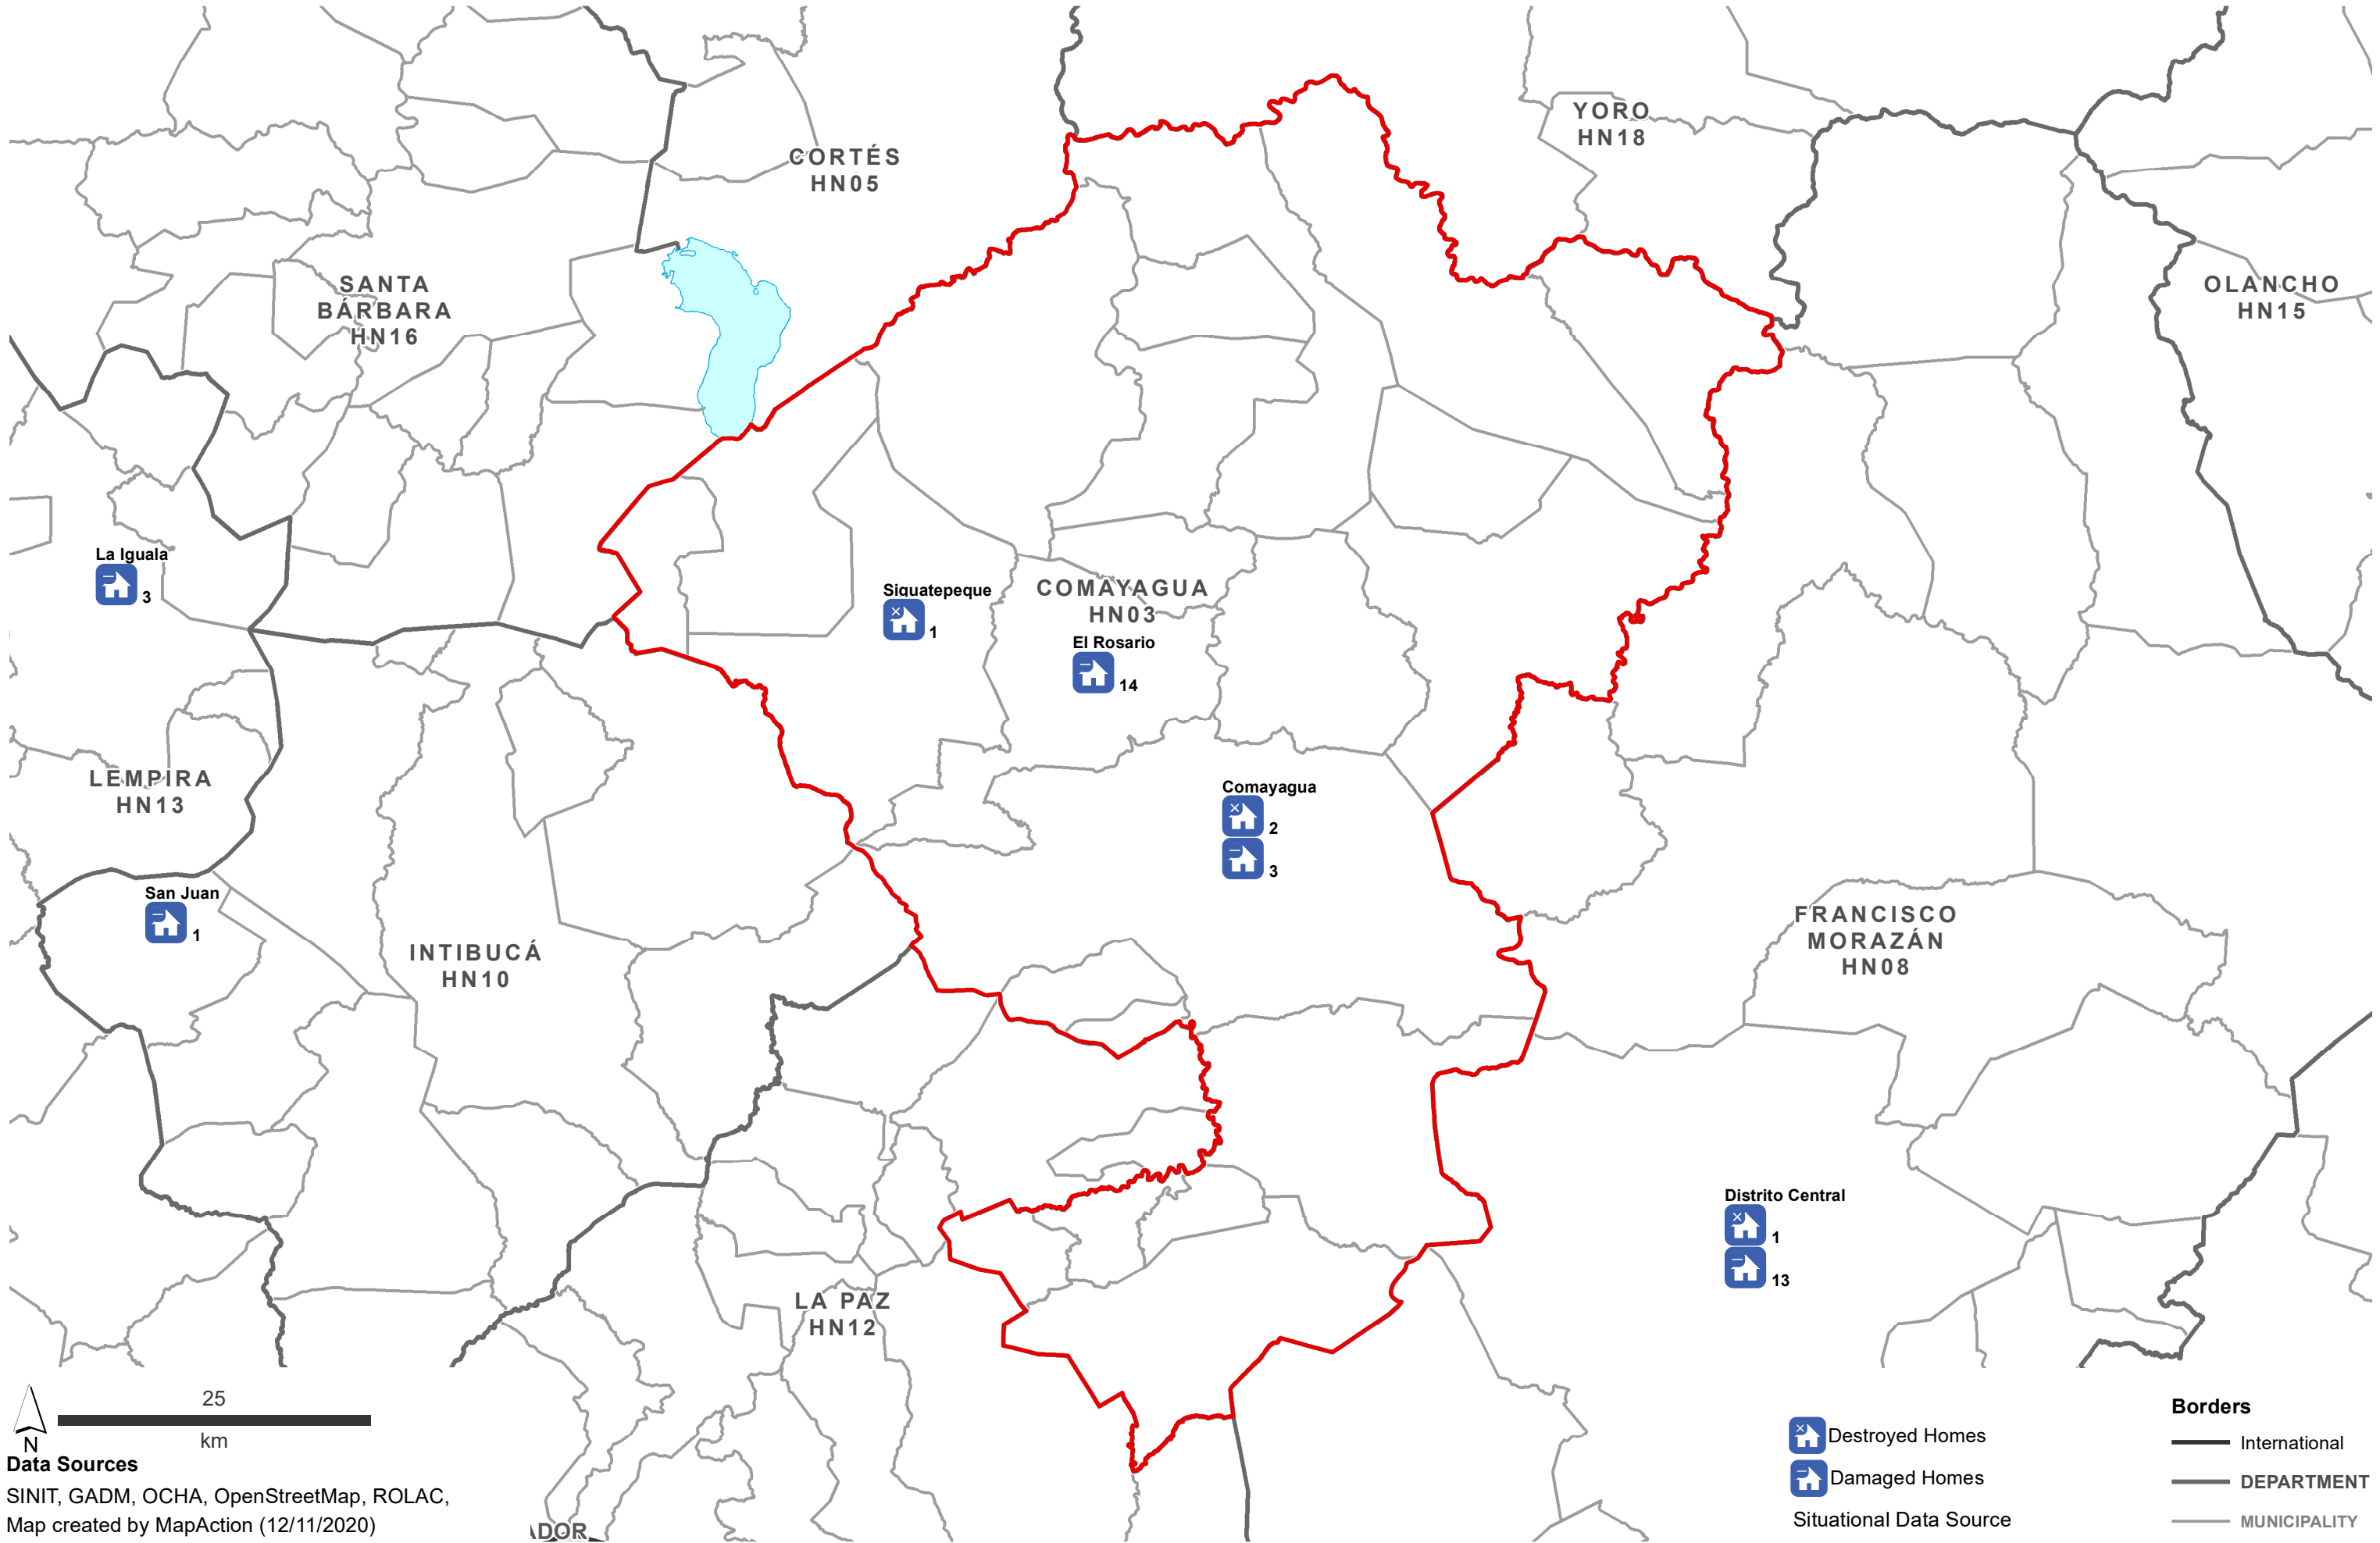 YORO
HN18
CORTÉS
HN05
SANTA
BÁRBARA
HN16
OLANCHO
HN15
La Iguala
3
Siguatepeque
1
COMAYAGUA
HN03
El Rosario
14
LEMPIRA
HN13
Comayagua
2
3
San Juan
1
INTIBUCÁ
HN10
FRANCISCO
MORAZÁN
HN08
Distrito Central
1
13
LA PAZ
HN12
25
km
N
Data Sources
SINIT, GADM, OCHA, OpenStreetMap, ROLAC,
Map created by MapAction (12/11/2020)
ADOR
Destroyed Homes
Damaged Homes
Situational Data Source
Borders
International
DEPARTMENT
MUNICIPALITY